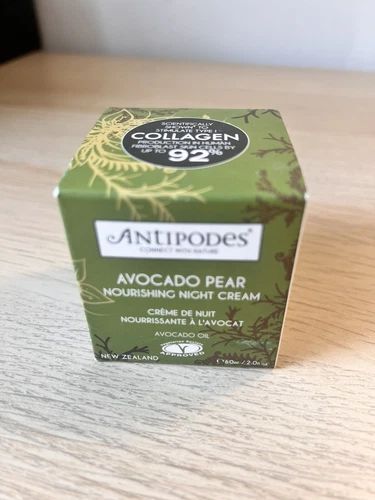 SCIENTIFICALLY
SHOWN* TO
STIMULATE TYPE I
COLLAGEN
PRODUCTION IN HUMAN
FIBROBLAST SKIN CELLS BY
UP TO 92%
ANTIPODES®
CONNECT WITH NATURE
AVOCADO PEAR
NOURISHING NIGHT CREAM
CRÈME DE NUIT
NOURRISSANTE À L'AVOCAT
AVOCADO OIL
APPROVED
NEW ZEALAND
℮60ml / 2.0fl